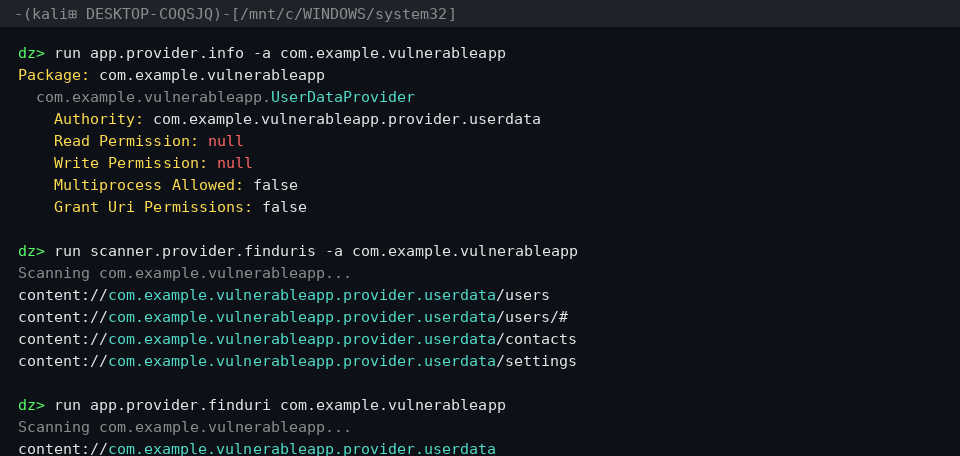 -(kali⊞ DESKTOP-COQSJQ)-[/mnt/c/WINDOWS/system32]
dz> run app.provider.info -a com.example.vulnerableapp
Package: com.example.vulnerableapp
com.example.vulnerableapp.UserDataProvider
Authority: com.example.vulnerableapp.provider.userdata
Read Permission: null
Write Permission: null
Multiprocess Allowed: false
Grant Uri Permissions: false
dz> run scanner.provider.finduris -a com.example.vulnerableapp
Scanning com.example.vulnerableapp...
content://com.example.vulnerableapp.provider.userdata/users
content://com.example.vulnerableapp.provider.userdata/users/#
content://com.example.vulnerableapp.provider.userdata/contacts
content://com.example.vulnerableapp.provider.userdata/settings
dz> run app.provider.finduri com.example.vulnerableapp
Scanning com.example.vulnerableapp...
content://com.example.vulnerableapp.provider.userdata